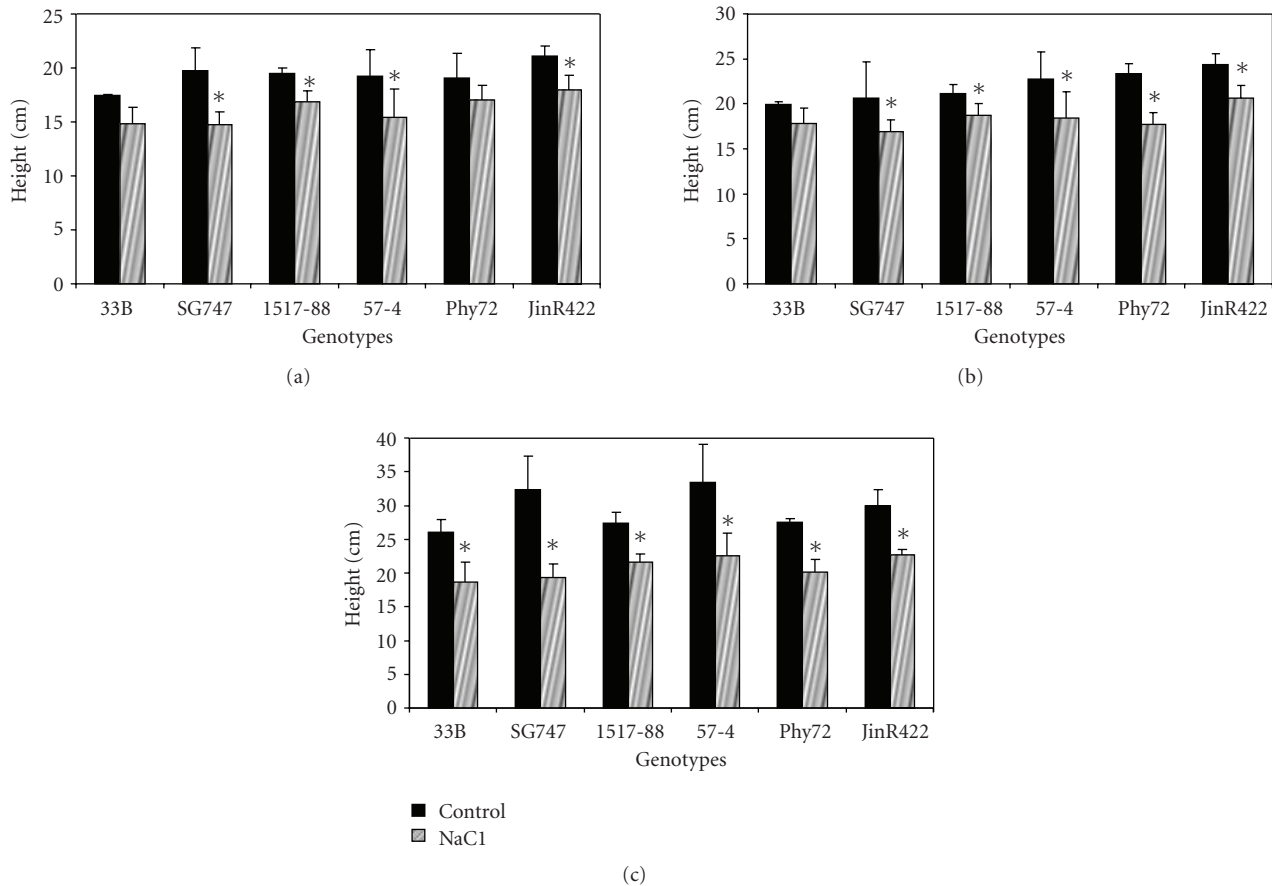 25
20
15
10
5
0
Height (cm)
* * * *
33B SG747 1517-88 57-4 Phy72 JinR422
Genotypes
(a)
30
25
20
15
10
5
0
Height (cm)
* * * * *
33B SG747 1517-88 57-4 Phy72 JinR422
Genotypes
(b)
40
35
30
25
20
15
10
5
0
Height (cm)
* * * * * *
33B SG747 1517-88 57-4 Phy72 JinR422
Genotypes
Control
NaC1
(c)